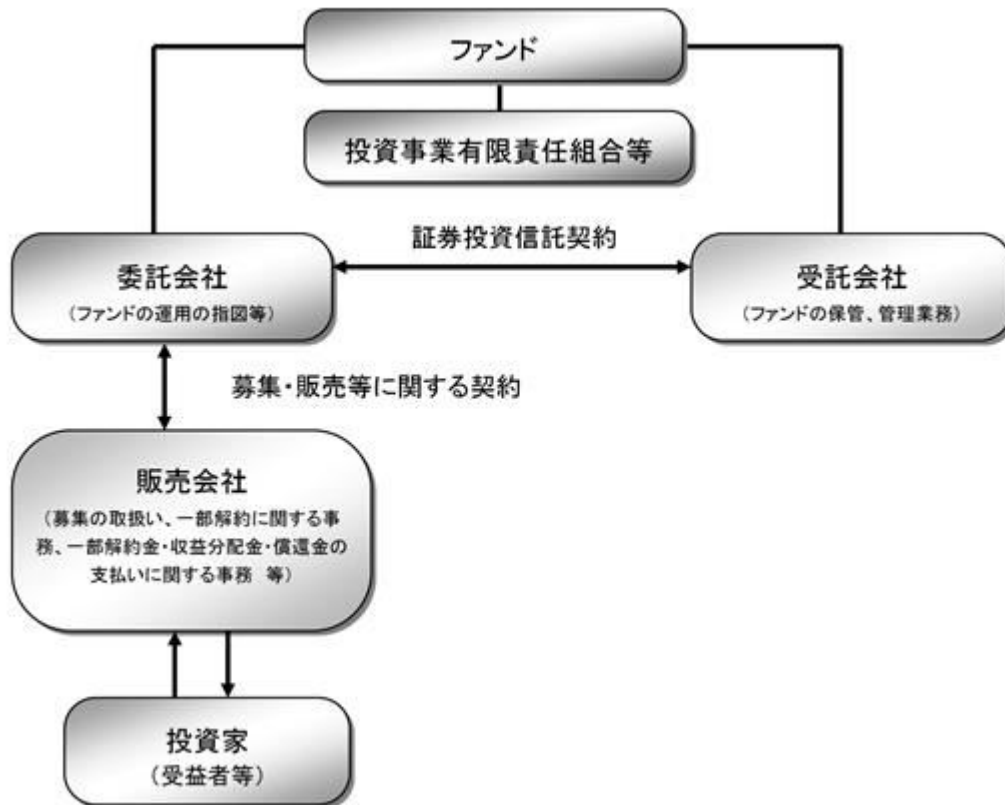 ファンド
投資事業有限責任組合等
証券投資信託契約
委託会社
（ファンドの運用の指図等）
受託会社
（ファンドの保管、管理業務）
募集・販売等に関する契約
販売会社
（募集の取扱い、一部解約に関する事
務、一部解約金・収益分配金・償還金の
支払いに関する事務　等）
投資家
（受益者等）